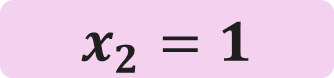 x₂ = 1